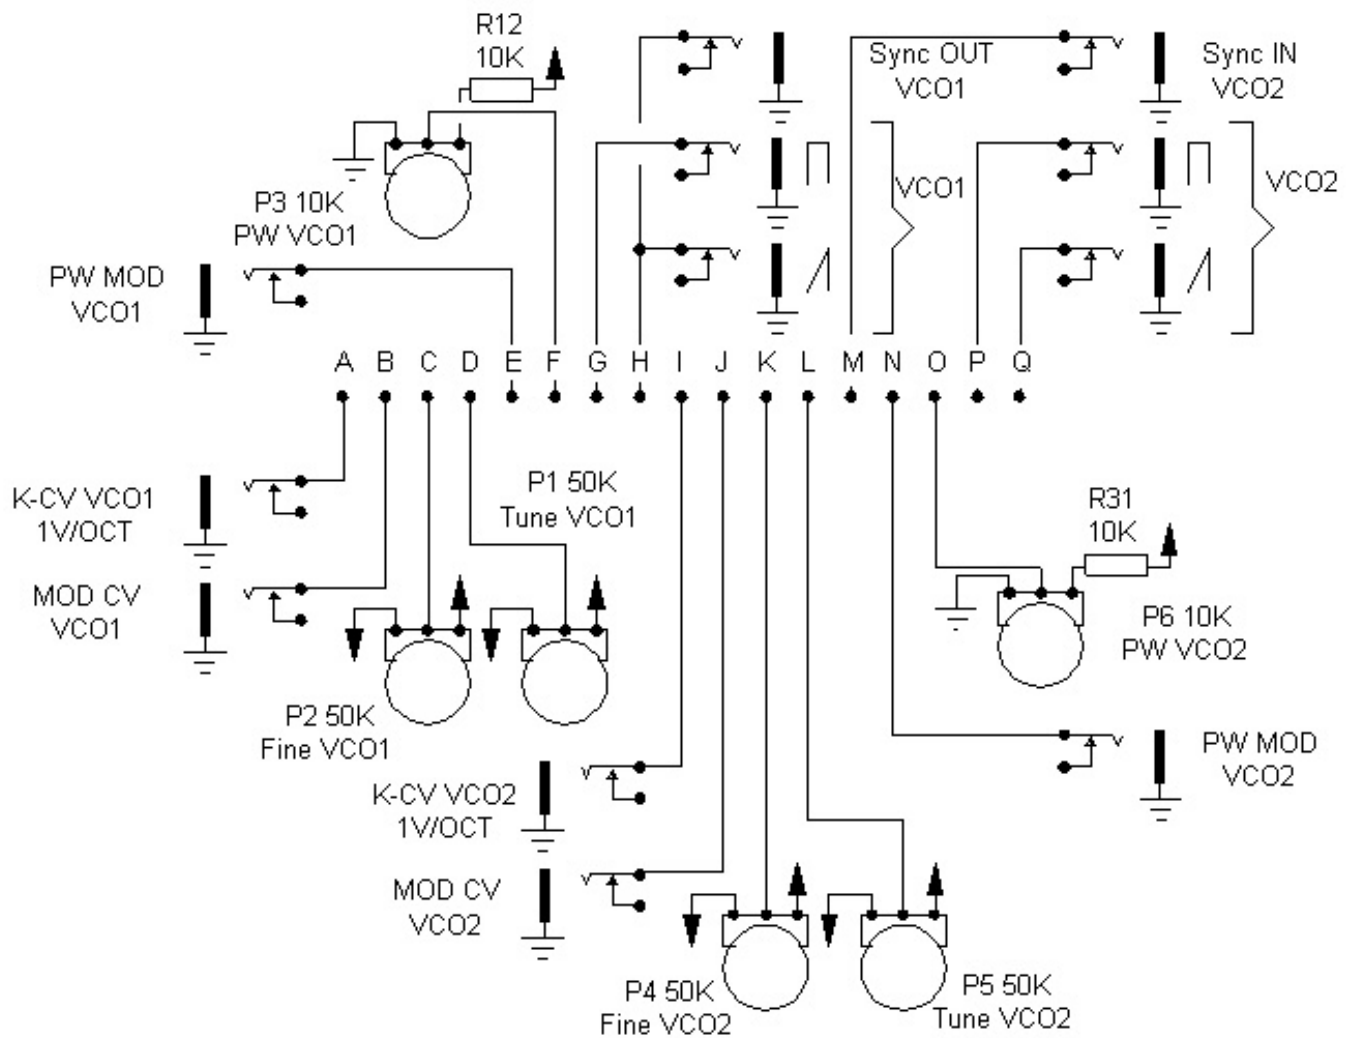 R12
10K
Sync OUT
VCO1
Sync IN
VCO2
P3 10K
PW VCO1
VCO1
VCO2
PW MOD
VCO1
A B C D E F G H I J K L M N O P Q
K-CV VCO1
1V/OCT
P1 50K
Tune VCO1
R31
10K
MOD CV
VCO1
P6 10K
PW VCO2
P2 50K
Fine VCO1
PW MOD
VCO2
K-CV VCO2
1V/OCT
MOD CV
VCO2
P4 50K
Fine VCO2
P5 50K
Tune VCO2